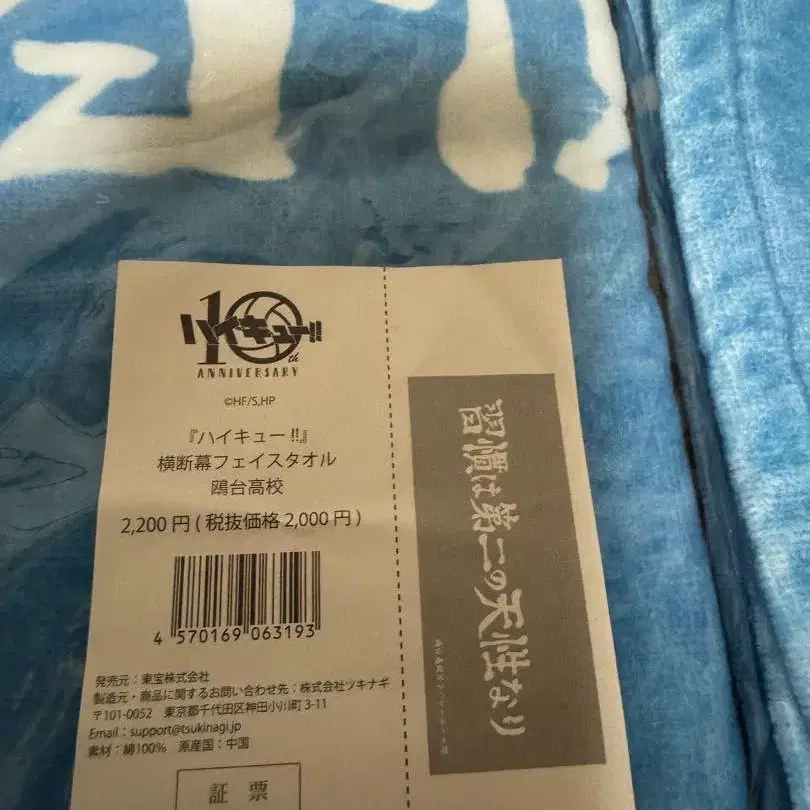 10th
ハイキュー!!
ANNIVERSARY
©HF/S,HP
『ハイキュー!!』
横断幕フェイスタオル
鴎台高校
2,200円(税抜価格2,000円)
4 570169 063193
発売元：東宝株式会社
製造元・商品に関するお問い合わせ先：株式会社ツキナギ
〒101-0052 東京都千代田区神田小川町3-11
Email：support@tsukinagi.jp
素材：綿100% 原産国：中国
証 票
習慣は第二の天性なり